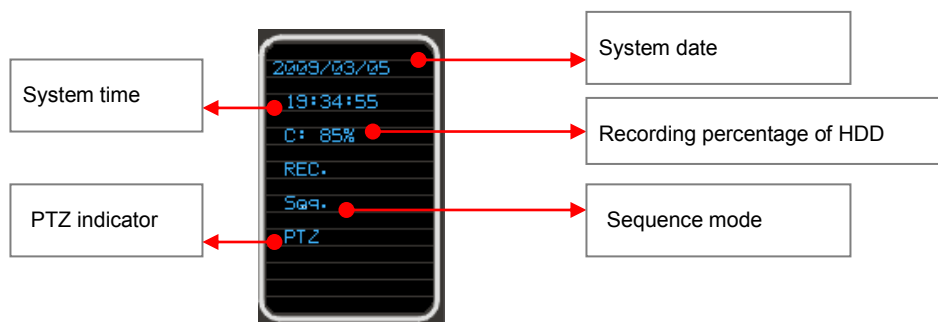 System date
2009/03/05
System time
19:34:55
C: 85%
Recording percentage of HDD
REC.
Seq.
Sequence mode
PTZ indicator
PTZ